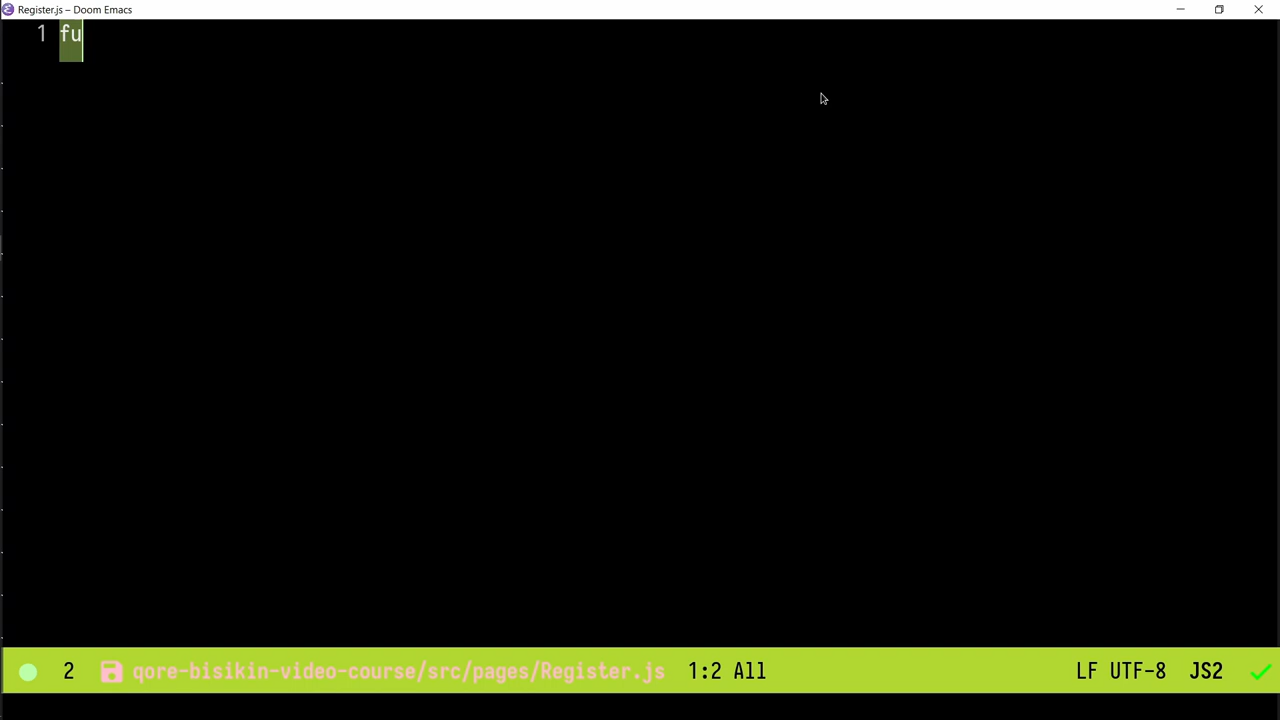 Register.js – Doom Emacs
1 fu
2 qore-bisikin-video-course/src/pages/Register.js 1:2 All LF UTF-8 JS2